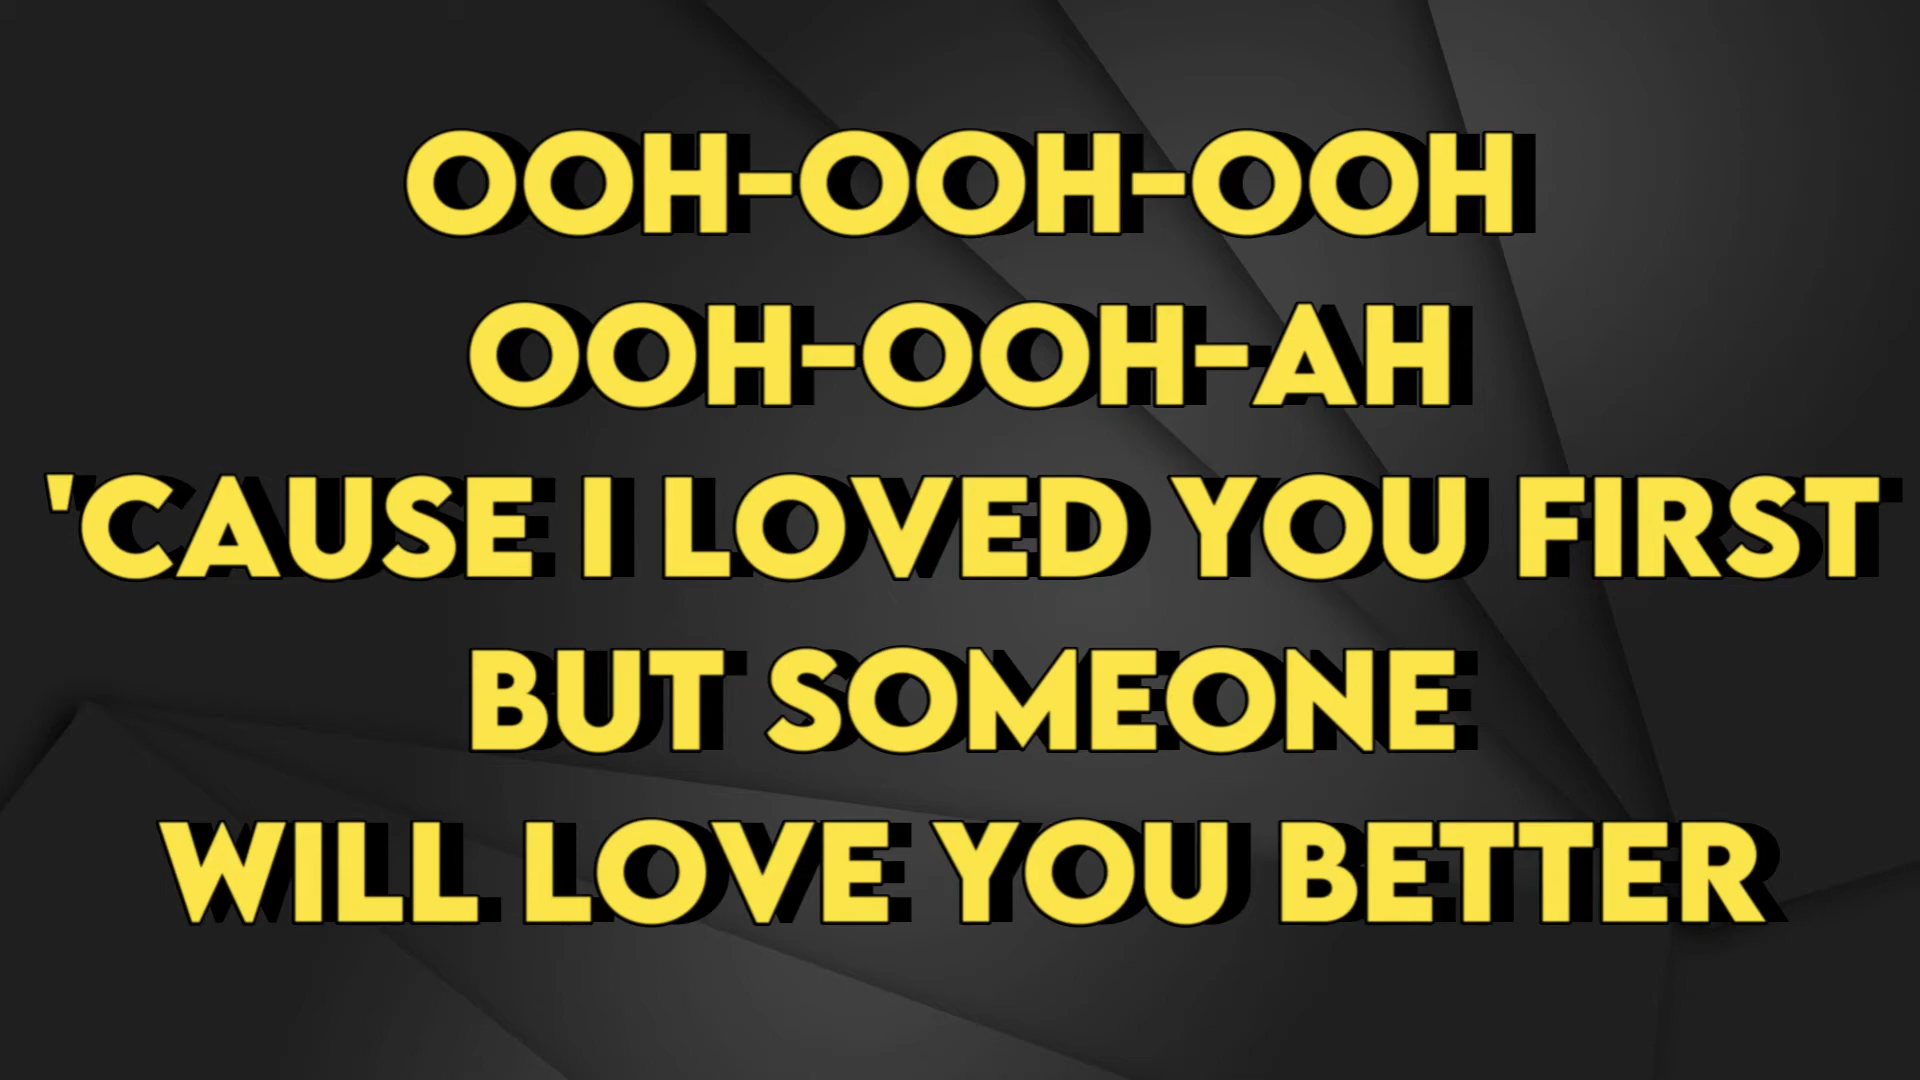 OOH-OOH-OOH
OOH-OOH-AH
'CAUSE I LOVED YOU FIRST
BUT SOMEONE
WILL LOVE YOU BETTER